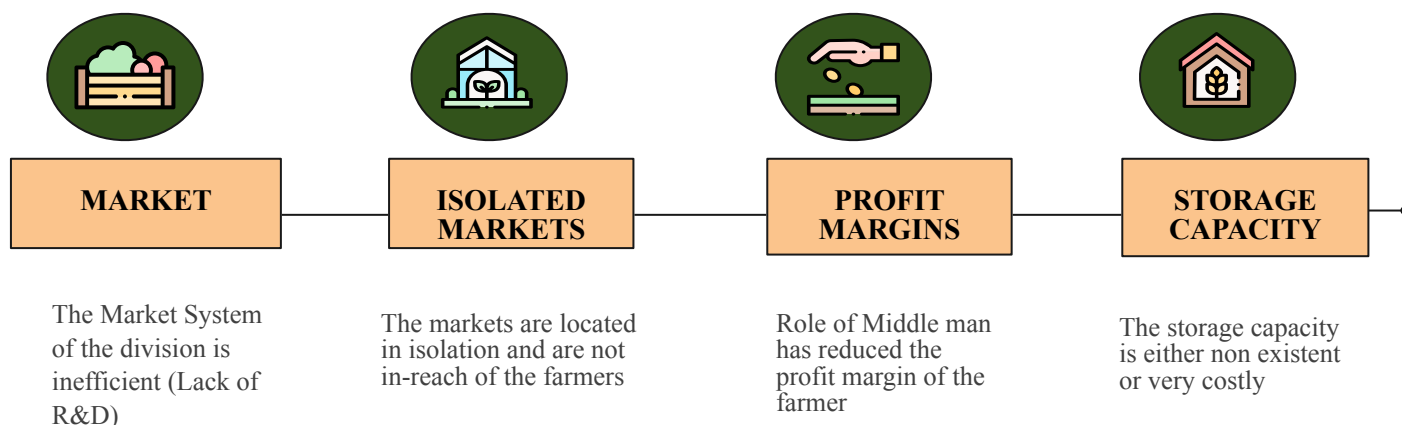 MARKET
The Market System
of the division is
inefficient (Lack of
R&D)
ISOLATED
MARKETS
The markets are located
in isolation and are not
in-reach of the farmers
PROFIT
MARGINS
Role of Middle man
has reduced the
profit margin of the
farmer
STORAGE
CAPACITY
The storage capacity
is either non existent
or very costly